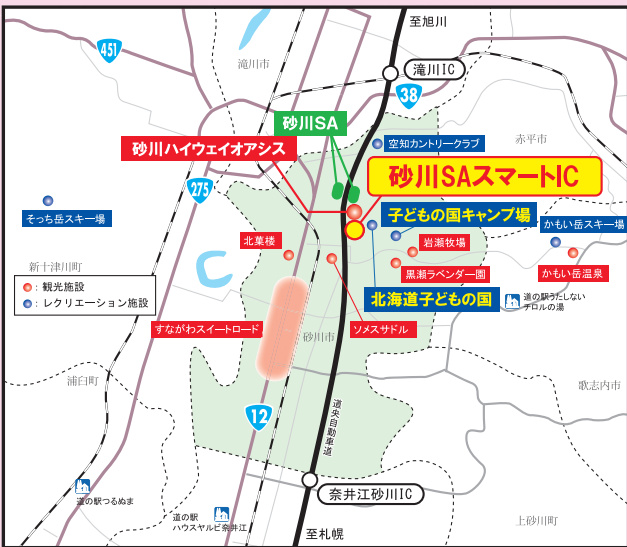 至旭川
451
滝川市
滝川IC
38
砂川SA
赤平市
砂川ハイウェイオアシス
空知カントリークラブ
砂川SAスマートIC
275
そっち岳スキー場
子どもの国キャンプ場
かもい岳スキー場
北菓楼
岩瀬牧場
新十津川町
黒瀬ラベンダー園
かもい岳温泉
：観光施設
：レクリエーション施設
北海道子どもの国
道の駅うたしない
チロルの湯
すながわスイートロード
砂川市
ソメスサドル
浦臼町
歌志内市
12
道央自動車道
奈井江砂川IC
道の駅つるぬま
道の駅
ハウスヤルビ奈井江
上砂川町
至札幌